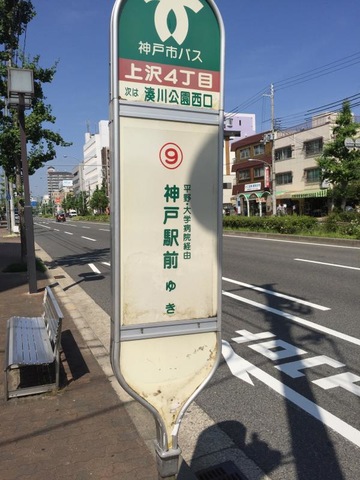 神戸市バス
上沢4丁目
次は 湊川公園西口
⑨
平野・大学病院経由
神戸駅前 ゆき